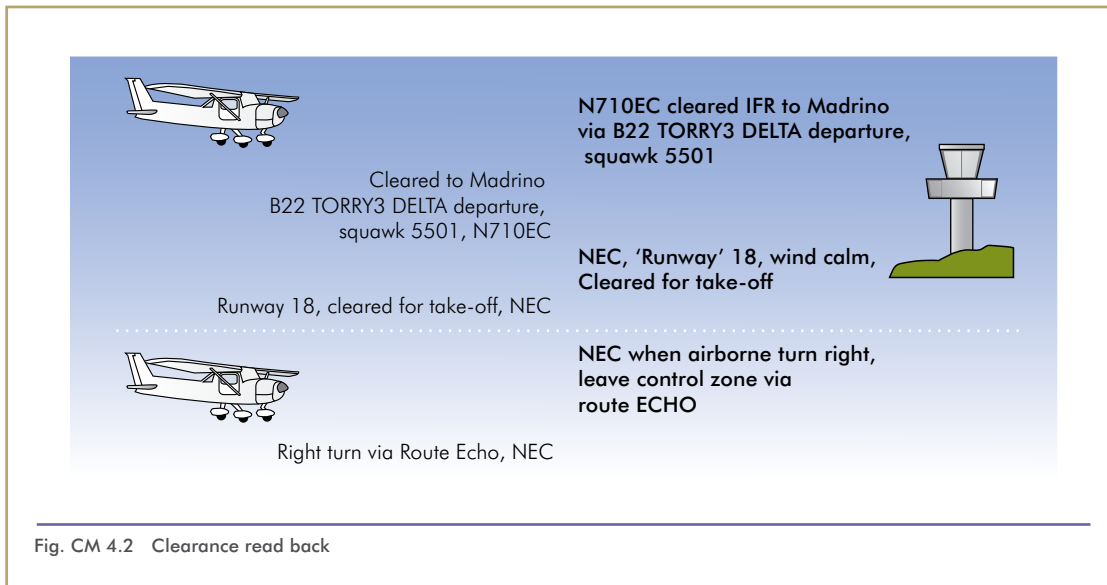 N710EC cleared IFR to Madrino
via B22 TORRY3 DELTA departure,
squawk 5501
Cleared to Madrino
B22 TORRY3 DELTA departure,
squawk 5501, N710EC
NEC, ‘Runway’ 18, wind calm,
Cleared for take-off
Runway 18, cleared for take-off, NEC
NEC when airborne turn right,
leave control zone via
route ECHO
Right turn via Route Echo, NEC
Fig. CM 4.2 Clearance read back